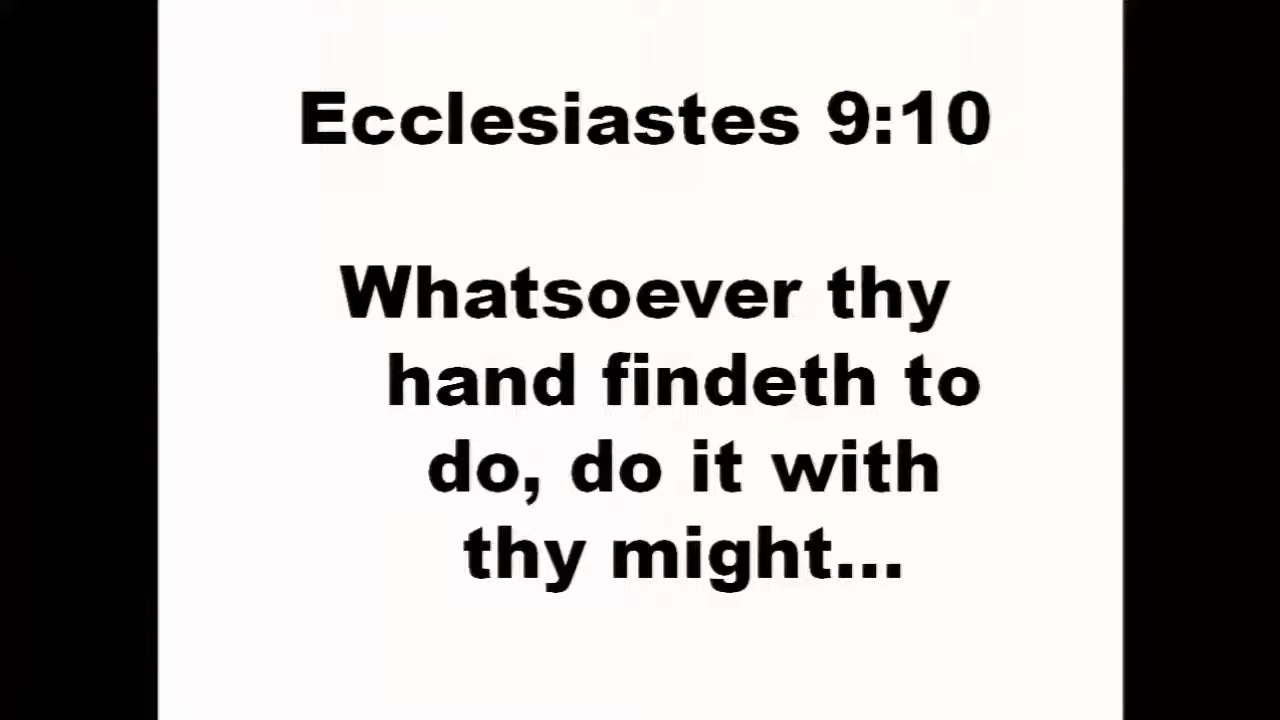 Ecclesiastes 9:10
Whatsoever thy
hand findeth to
do, do it with
thy might...